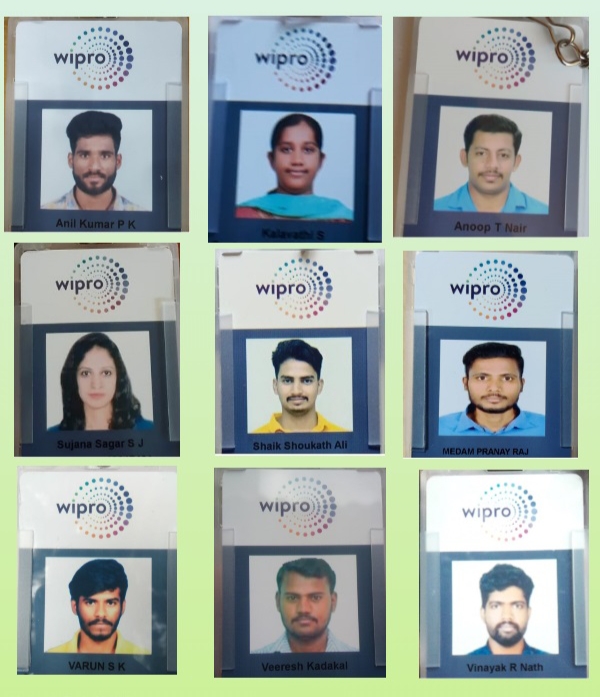 wipro
wipro
wipro
Anil Kumar P K
Kalavathi S
Anoop T Nair
wipro
wipro
wipro
Sujana Sagar S J
Shaik Shoukath Ali
MEDAM PRANAY RAJ
wipro
wipro
wipro
VARUN S K
Veeresh Kadakal
Vinayak R Nath